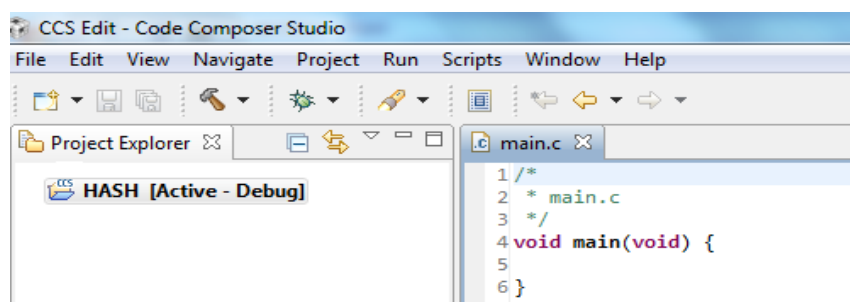 CCS Edit - Code Composer Studio
File Edit View Navigate Project Run Scripts Window Help
Project Explorer
HASH [Active - Debug]
main.c
1 /*
2 * main.c
3 */
4 void main(void) {
5
6 }